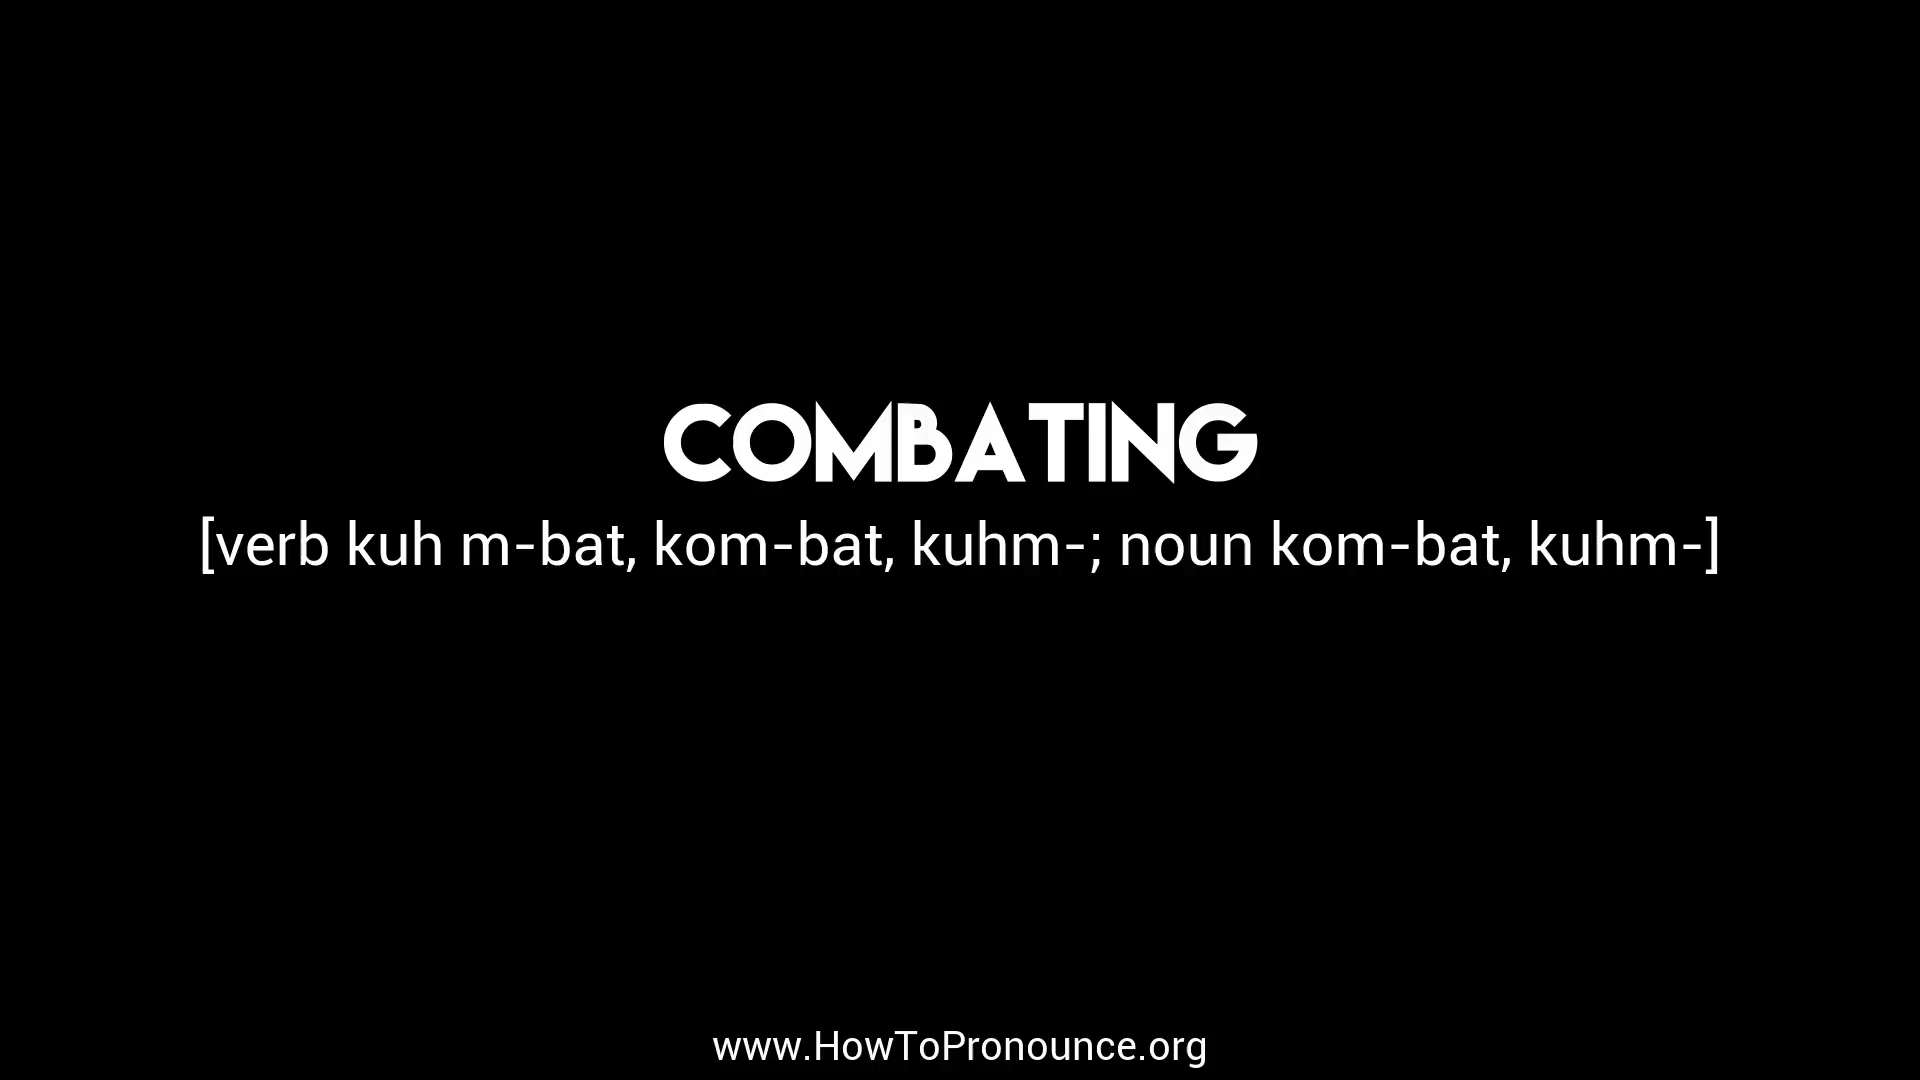 COMBATING
[verb kuh m-bat, kom-bat, kuhm-; noun kom-bat, kuhm-]
www.HowToPronounce.org